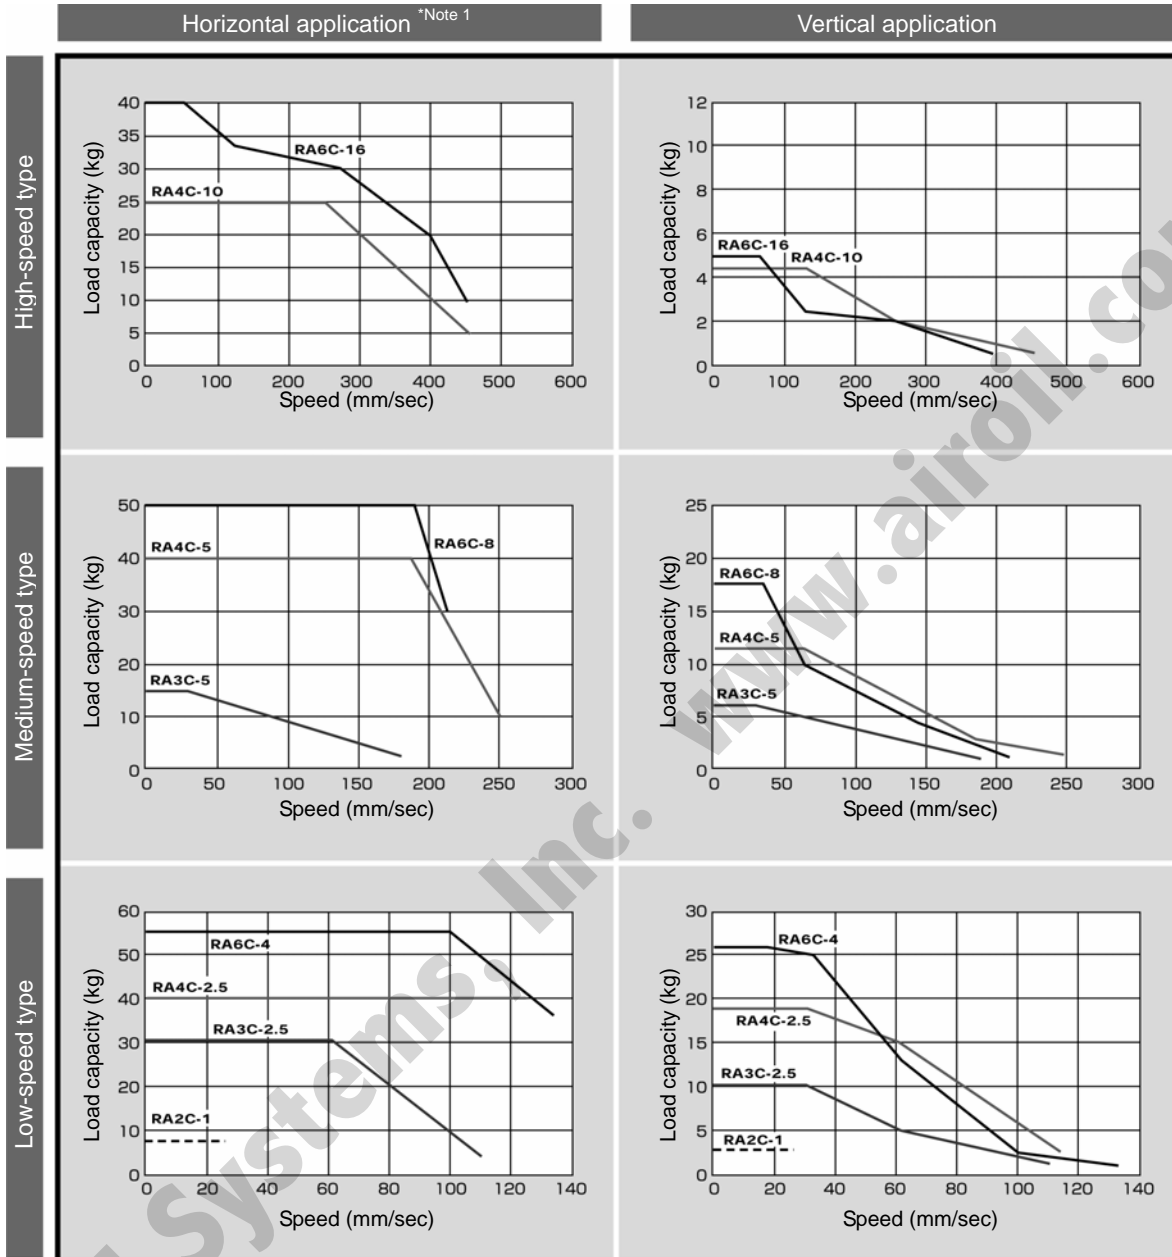 Horizontal application *Note 1
Vertical application
High-speed type
Load capacity (kg)
40
35
30
25
20
15
10
5
0
RA6C-16
RA4C-10
0 100 200 300 400 500 600
Speed (mm/sec)
Load capacity (kg)
12
10
8
6
4
2
0
RA6C-16
RA4C-10
0 100 200 300 400 500 600
Speed (mm/sec)
Medium-speed type
Load capacity (kg)
50
40
30
20
10
0
RA4C-5
RA6C-8
RA3C-5
0 50 100 150 200 250 300
Speed (mm/sec)
Load capacity (kg)
25
20
15
10
5
0
RA6C-8
RA4C-5
RA3C-5
0 50 100 150 200 250 300
Speed (mm/sec)
Low-speed type
Load capacity (kg)
60
50
40
30
20
10
0
RA6C-4
RA4C-2.5
RA3C-2.5
RA2C-1
0 20 40 60 80 100 120 140
Speed (mm/sec)
Load capacity (kg)
30
25
20
15
10
5
0
RA6C-4
RA4C-2.5
RA3C-2.5
RA2C-1
0 20 40 60 80 100 120 140
Speed (mm/sec)
Systems, Inc. www.airoil.com